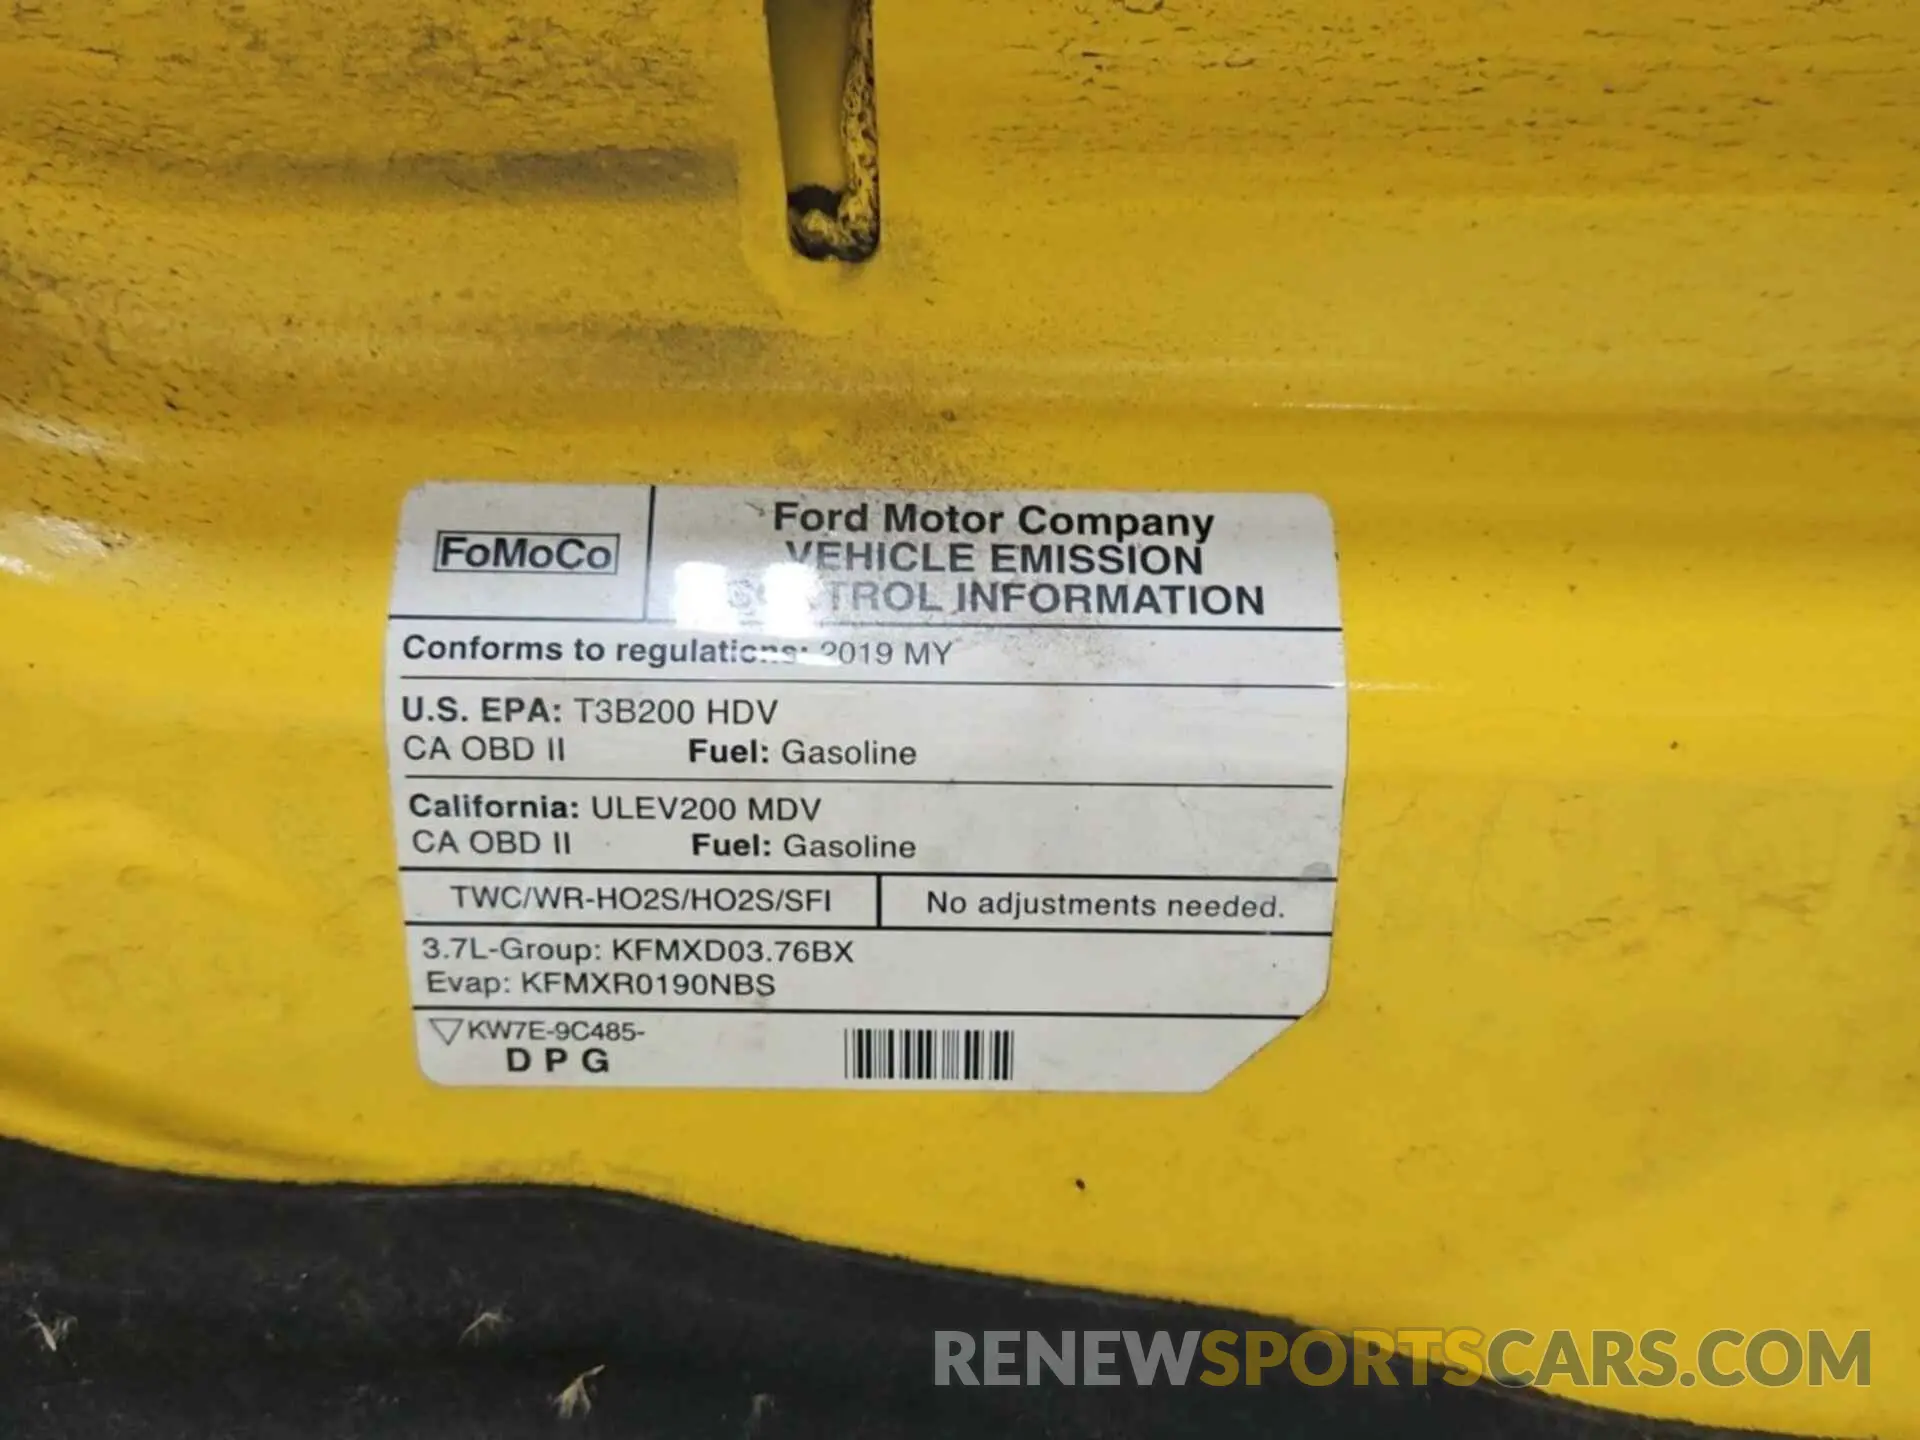 FoMoCo
Ford Motor Company
VEHICLE EMISSION
CONTROL INFORMATION
Conforms to regulations: 2019 MY
U.S. EPA: T3B200 HDV
CA OBD II Fuel: Gasoline
California: ULEV200 MDV
CA OBD II Fuel: Gasoline
TWC/WR-HO2S/HO2S/SFI
No adjustments needed.
3.7L-Group: KFMXD03.76BX
Evap: KFMXR0190NBS
KW7E-9C485-
D P G
RENEWSPORTSCARS.COM